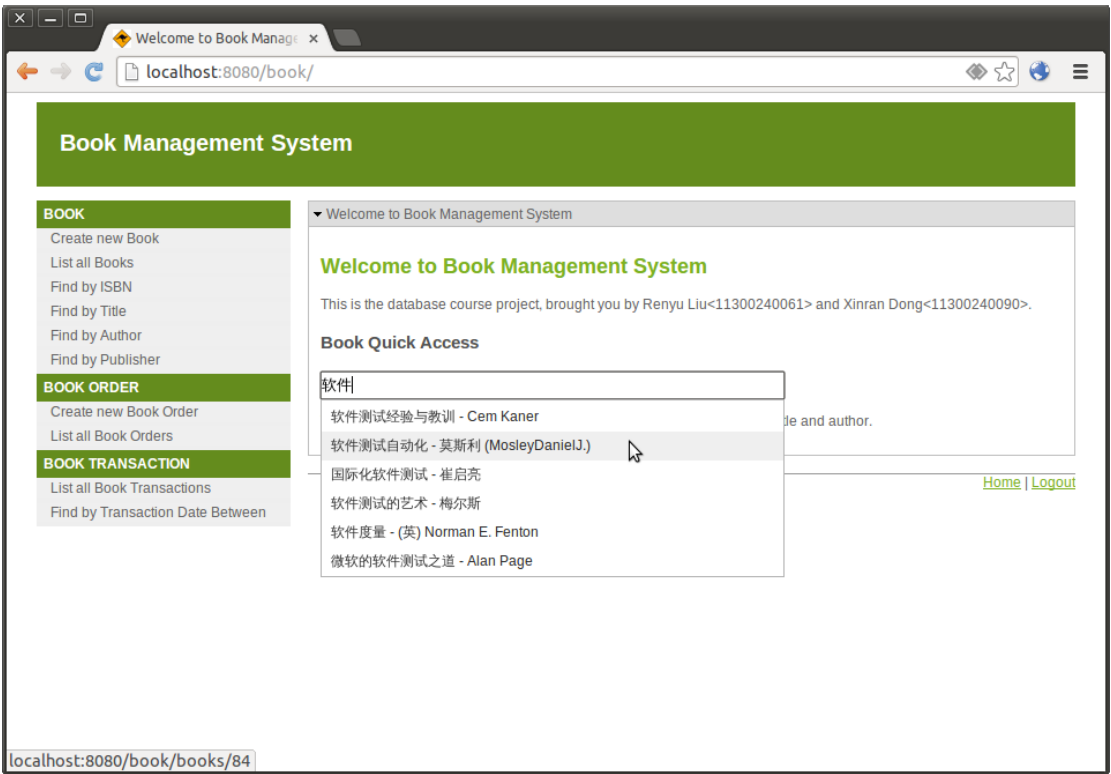 Welcome to Book Manage
localhost:8080/book/
Book Management System
BOOK
Create new Book
List all Books
Find by ISBN
Find by Title
Find by Author
Find by Publisher
BOOK ORDER
Create new Book Order
List all Book Orders
BOOK TRANSACTION
List all Book Transactions
Find by Transaction Date Between
Welcome to Book Management System
Welcome to Book Management System
This is the database course project, brought you by Renyu Liu<11300240061> and Xinran Dong<11300240090>.
Book Quick Access
软件
软件测试经验与教训 - Cem Kaner
软件测试自动化 - 莫斯利 (MosleyDanielJ.)
国际化软件测试 - 崔启亮
软件测试的艺术 - 梅尔斯
软件度量 - (英) Norman E. Fenton
微软的软件测试之道 - Alan Page
and author.
Home | Logout
localhost:8080/book/books/84